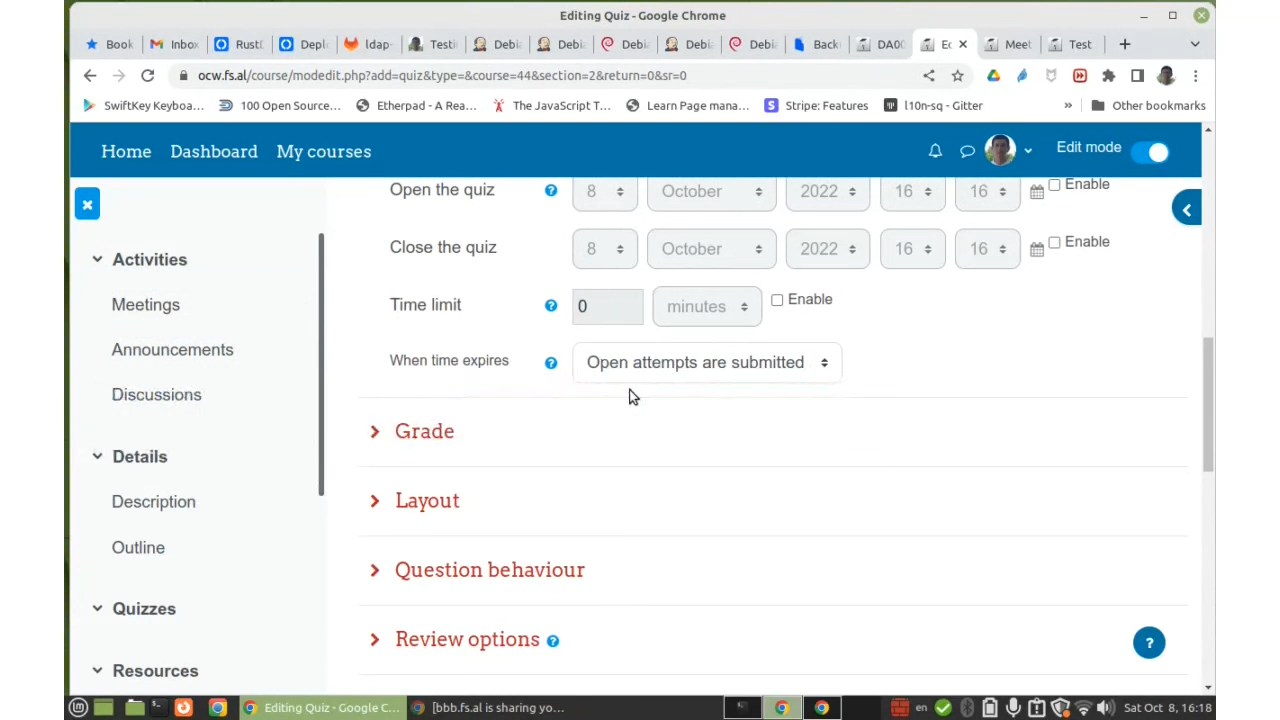 Editing Quiz - Google Chrome
Book Inbox Rust Depl ldap- Testi Debia Debi Debia Debia Debia Back DA00 Ec Meet Test
ocw.fs.al/course/modedit.php?add=quiz&type=&course=44&section=2&return=0&sr=0
SwiftKey Keyboa... 100 Open Source... Etherpad - A Rea... The JavaScript T... Learn Page mana... Stripe: Features l10n-sq - Gitter » Other bookmarks
Home Dashboard My courses Edit mode
Open the quiz 8 October 2022 16 16 Enable
Close the quiz 8 October 2022 16 16 Enable
Time limit 0 minutes Enable
When time expires Open attempts are submitted
Grade
Layout
Question behaviour
Review options
Activities
Meetings
Announcements
Discussions
Details
Description
Outline
Quizzes
Resources
?
Editing Quiz - Google C... [bbb.fs.al is sharing yo... en Sat Oct 8, 16:18